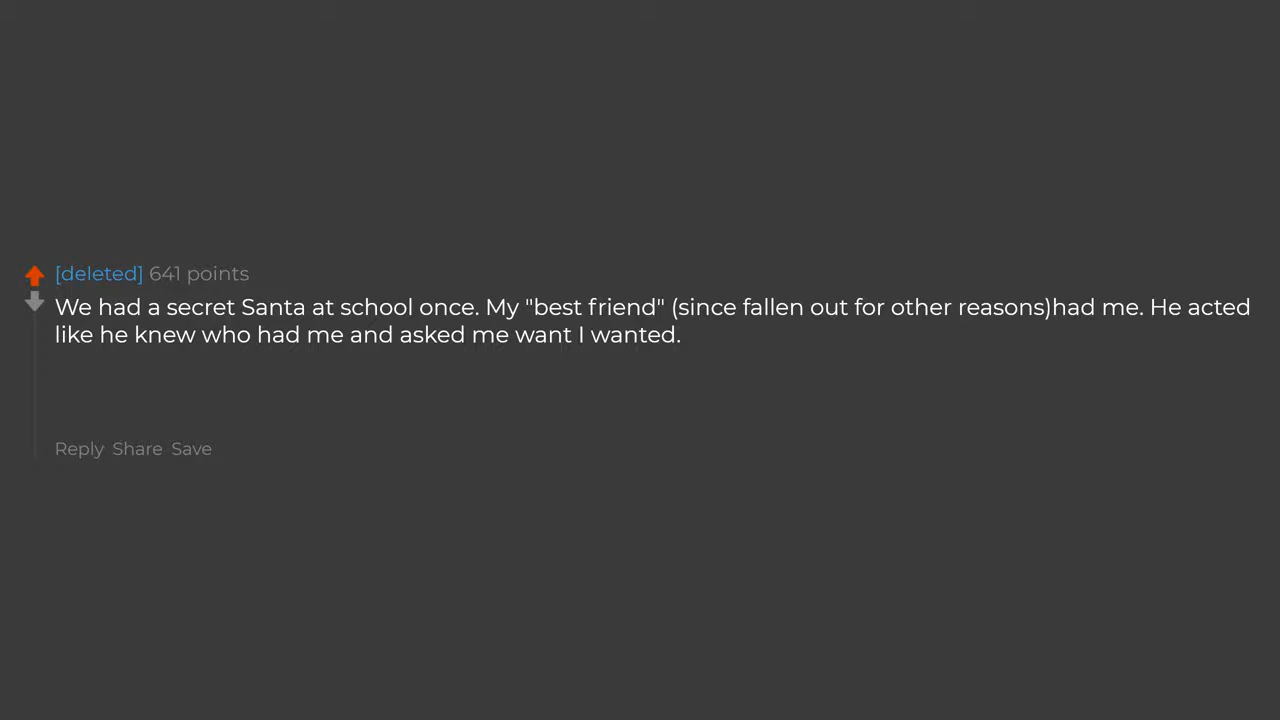 [deleted] 641 points
We had a secret Santa at school once. My "best friend" (since fallen out for other reasons)had me. He acted
like he knew who had me and asked me want I wanted.
Reply Share Save